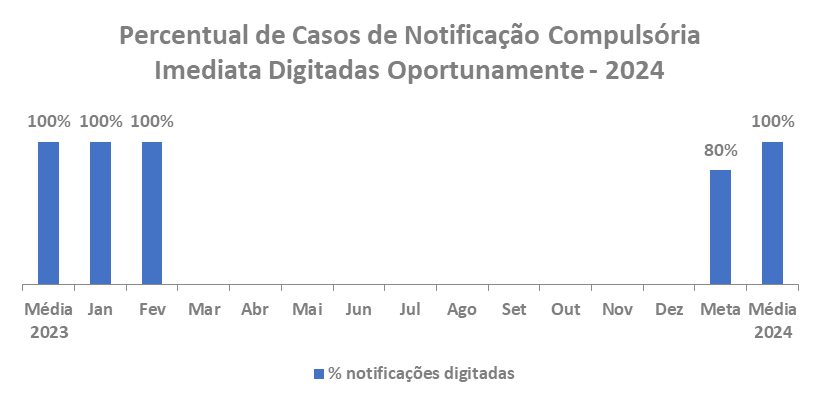 Percentual de Casos de Notificação Compulsória
Imediata Digitadas Oportunamente - 2024
100% 100% 100% 80% 100%
Média 2023 Jan Fev Mar Abr Mai Jun Jul Ago Set Out Nov Dez Meta Média 2024
% notificações digitadas